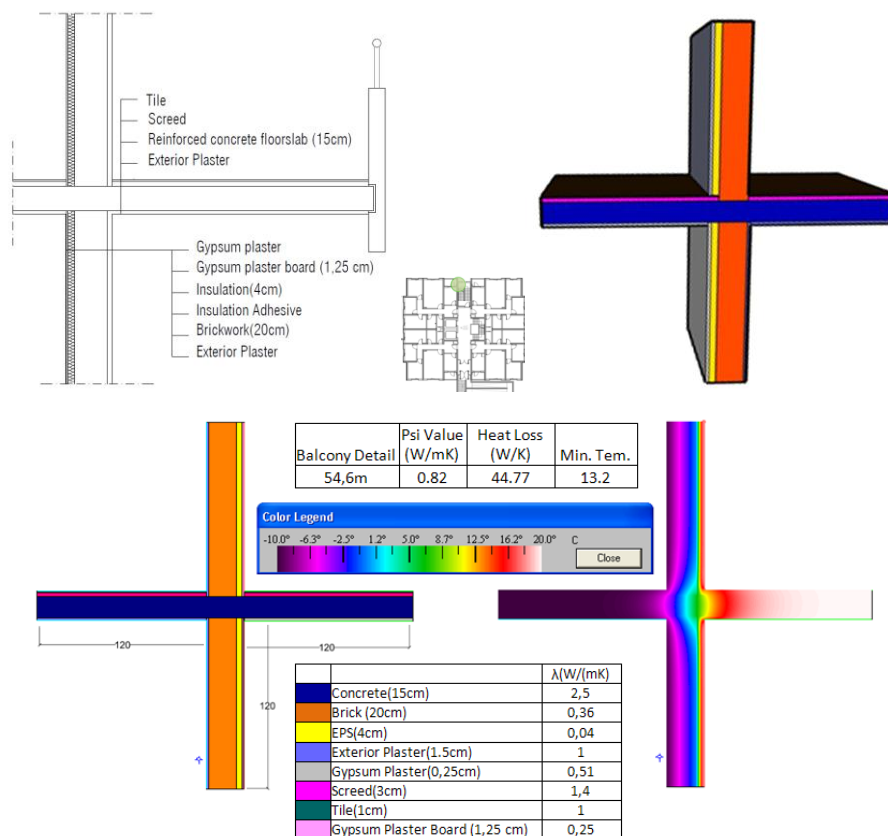 Tile
Screed
Reinforced concrete floorslab (15cm)
Exterior Plaster
Gypsum plaster
Gypsum plaster board (1,25 cm)
Insulation(4cm)
Insulation Adhesive
Brickwork(20cm)
Exterior Plaster
Balcony Detail Psi Value (W/mK) Heat Loss (W/K) Min. Tem.
54,6m 0.82 44.77 13.2
Color Legend
-10.0° -6.3° -2.5° 1.2° 5.0° 8.7° 12.5° 16.2° 20.0° C
Close
120
120
120
λ(W/(mK)
Concrete(15cm) 2,5
Brick (20cm) 0,36
EPS(4cm) 0,04
Exterior Plaster(1.5cm) 1
Gypsum Plaster(0,25cm) 0,51
Screed(3cm) 1,4
Tile(1cm) 1
Gypsum Plaster Board (1,25 cm) 0,25